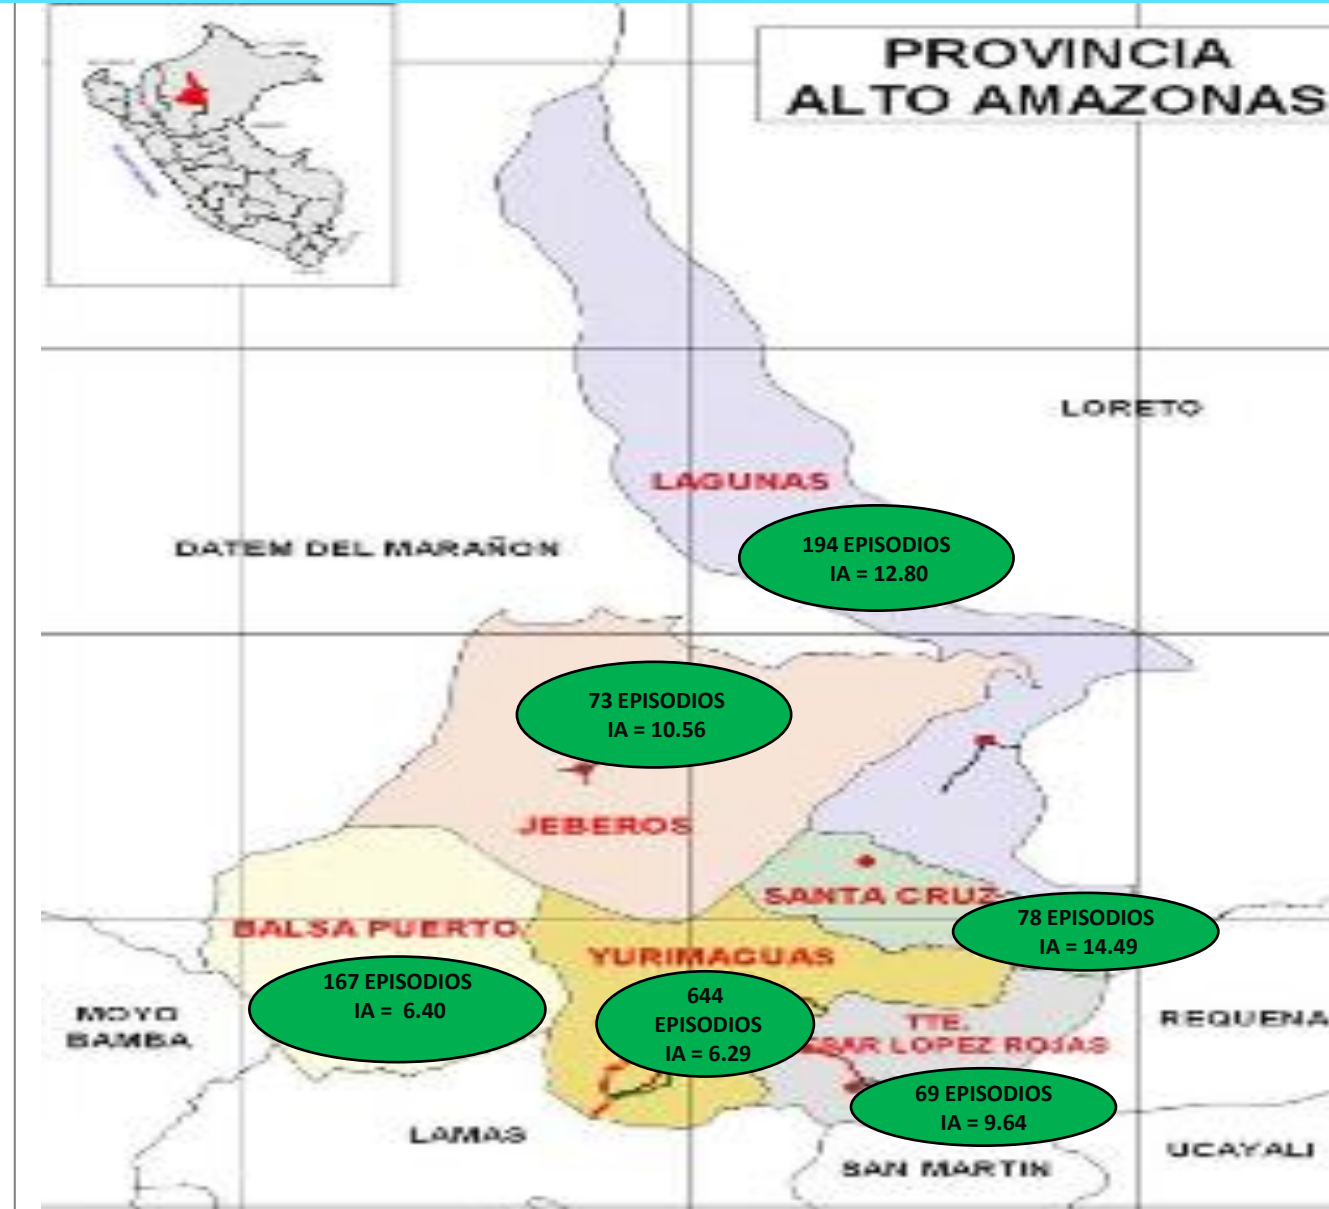 PROVINCIA
ALTO AMAZONAS
LORETO
LAGUNAS
DATEM DEL MARAÑON
194 EPISODIOS
IA = 12.80
73 EPISODIOS
IA = 10.56
JEBEROS
SANTA CRUZ
78 EPISODIOS
IA = 14.49
BALSA PUERTO
YURIMAGUAS
167 EPISODIOS
IA = 6.40
644
EPISODIOS
IA = 6.29
MOYO
BAMBA
TTE.
SAR LOPEZ ROJAS
REQUENA
69 EPISODIOS
IA = 9.64
LAMAS
SAN MARTIN
UCAYALI